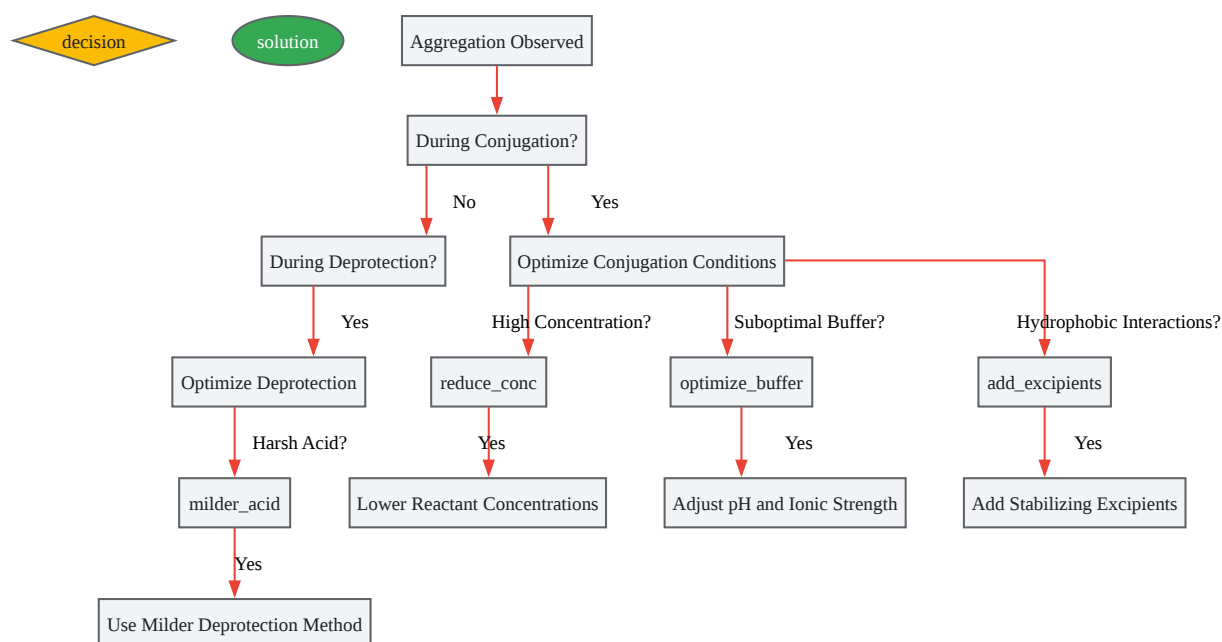 decision
solution
Aggregation Observed
During Conjugation?
No
Yes
During Deprotection?
Optimize Conjugation Conditions
Yes
High Concentration?
Suboptimal Buffer?
Hydrophobic Interactions?
Optimize Deprotection
reduce_conc
optimize_buffer
add_excipients
Harsh Acid?
Yes
Yes
Yes
milder_acid
Lower Reactant Concentrations
Adjust pH and Ionic Strength
Add Stabilizing Excipients
Yes
Use Milder Deprotection Method